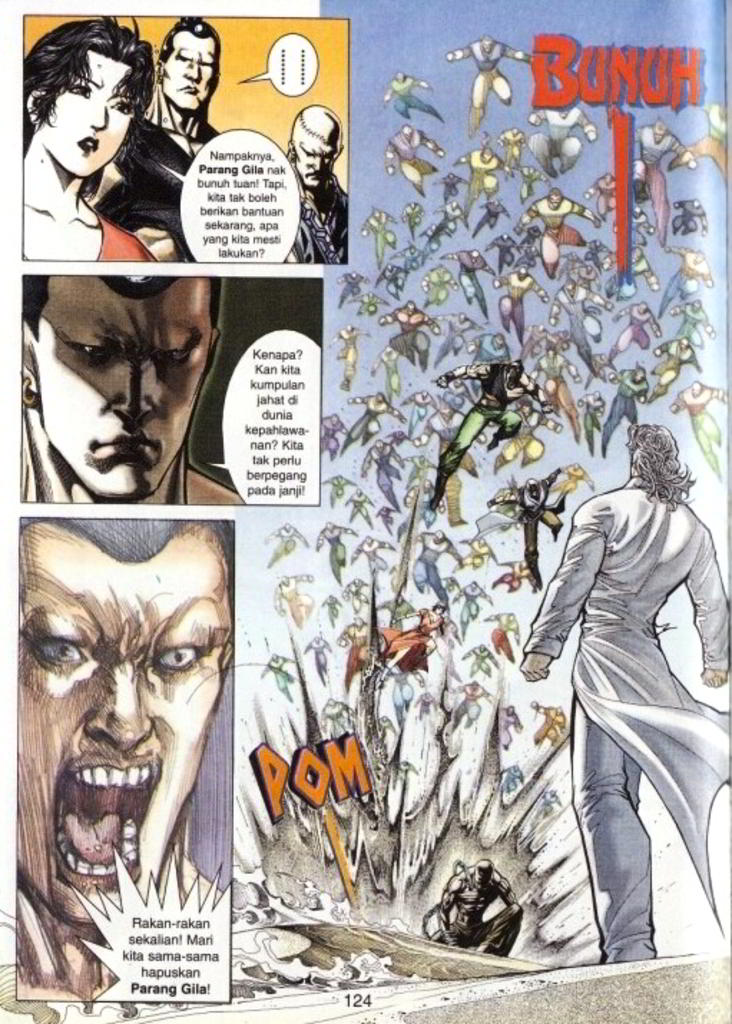 Nampaknya,
Parang Gila nak
bunuh tuan! Tapi,
kita tak boleh
berikan bantuan
sekarang, apa
yang kita mesti
lakukan?
Kenapa?
Kan kita
kumpulan
jahat di
dunia
kepahlawa-
nan? Kita
tak perlu
berpegang
pada janji!
Rakan-rakan
sekalian! Mari
kita sama-sama
hapuskan
Parang Gila!
BUNUH
!
POM
!
124